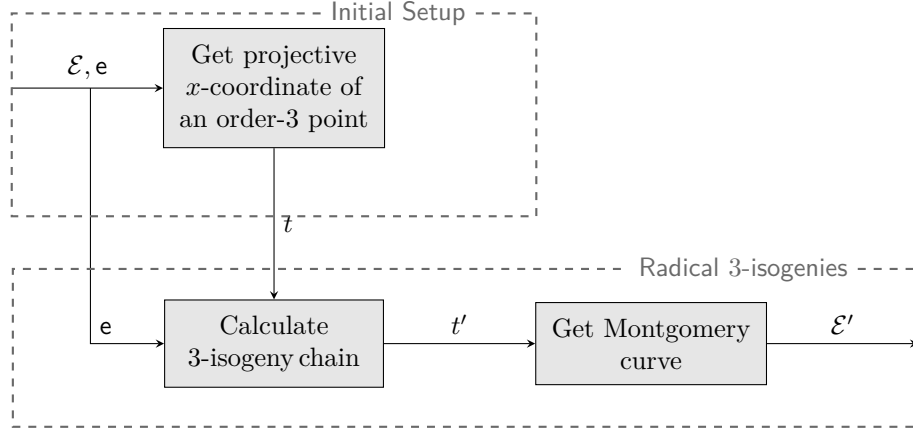 Initial Setup
ℰ, e
Get projective
x-coordinate of
an order-3 point
t
Radical 3-isogenies
e
Calculate
3-isogeny chain
t′
Get Montgomery
curve
ℰ′